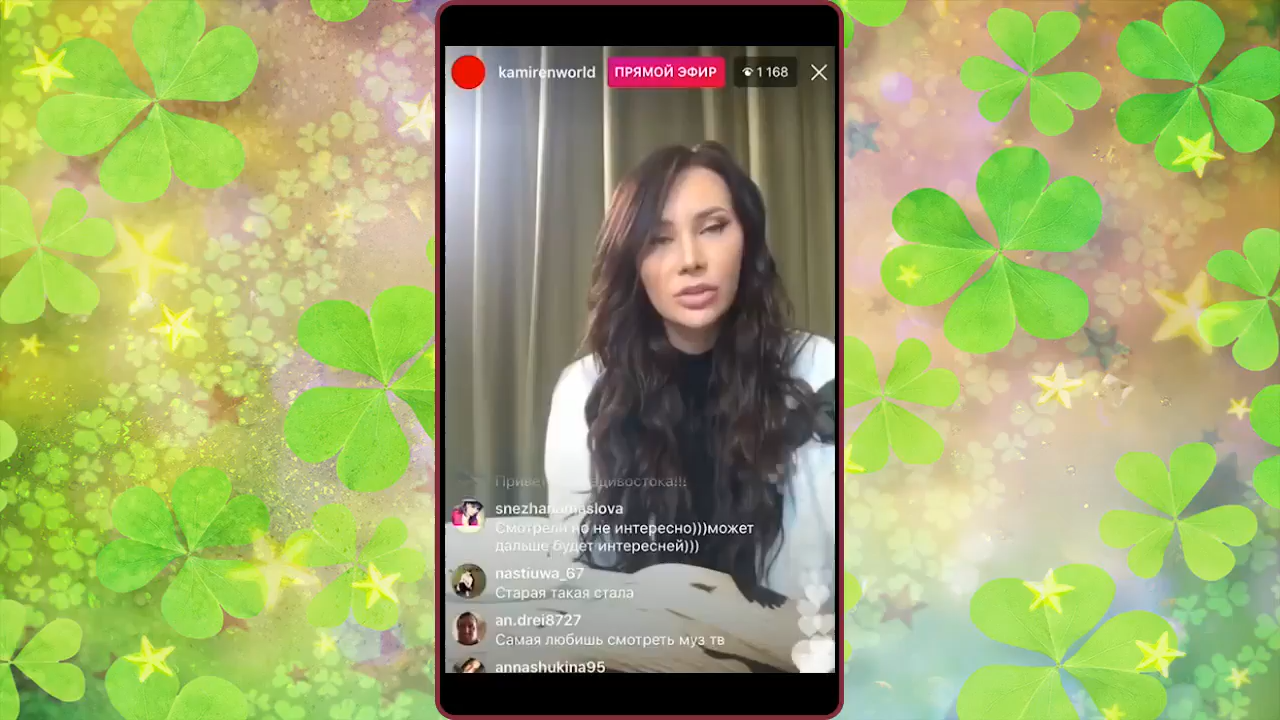 kamirenworld ПРЯМОЙ ЭФИР 1 168
Привет
snezhanamaslova
Смотрели но не интересно)))может
дальше будет интересней)))
nastiuwa_67
Старая такая стала
an.drei8727
Самая любишь смотреть муз тв
annashukina95